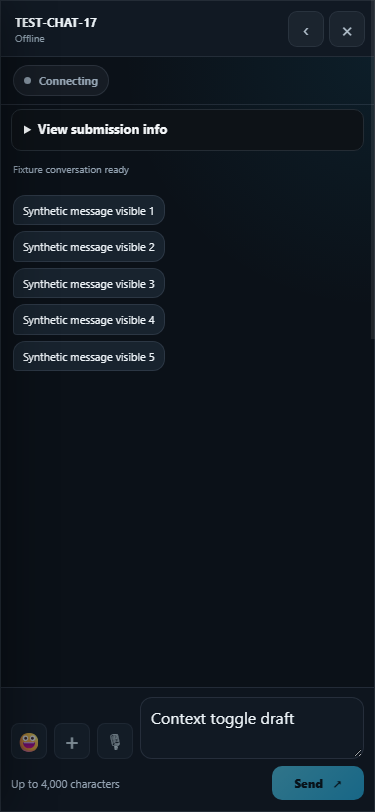 TEST-CHAT-17
Offline
Connecting
View submission info
Fixture conversation ready
Synthetic message visible 1
Synthetic message visible 2
Synthetic message visible 3
Synthetic message visible 4
Synthetic message visible 5
Context toggle draft
Up to 4,000 characters
Send